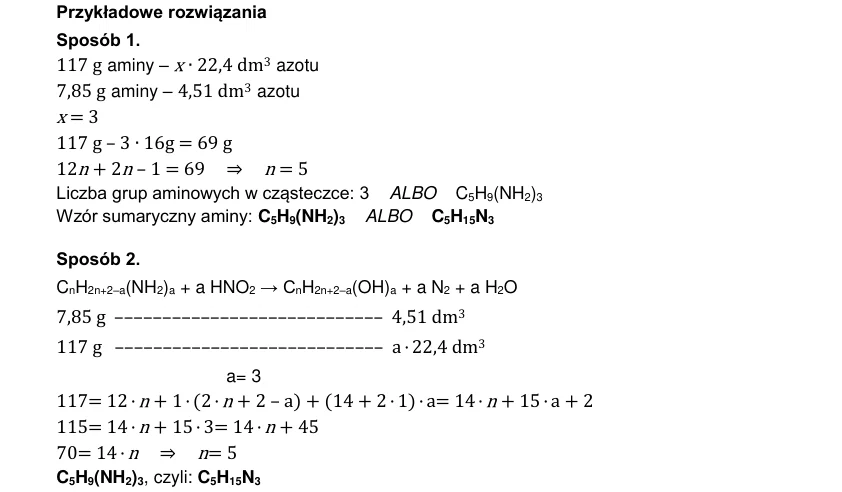 Przykładowe rozwiązania
Sposób 1.
117 g aminy – x · 22,4 dm³ azotu
7,85 g aminy – 4,51 dm³ azotu
x = 3
117 g – 3 · 16g = 69 g
12n + 2n – 1 = 69 ⇒ n = 5
Liczba grup aminowych w cząsteczce: 3 ALBO C₅H₉(NH₂)₃
Wzór sumaryczny aminy: C₅H₉(NH₂)₃ ALBO C₅H₁₅N₃
Sposób 2.
CₙH₂ₙ₊₂₋ₐ(NH₂)ₐ + a HNO₂ → CₙH₂ₙ₊₂₋ₐ(OH)ₐ + a N₂ + a H₂O
7,85 g –––––––––––––––––––––––––––– 4,51 dm³
117 g –––––––––––––––––––––––––––– a · 22,4 dm³
a= 3
117= 12 · n + 1 · (2 · n + 2 – a) + (14 + 2 · 1) · a= 14 · n + 15 · a + 2
115= 14 · n + 15 · 3= 14 · n + 45
70= 14 · n ⇒ n= 5
C₅H₉(NH₂)₃, czyli: C₅H₁₅N₃